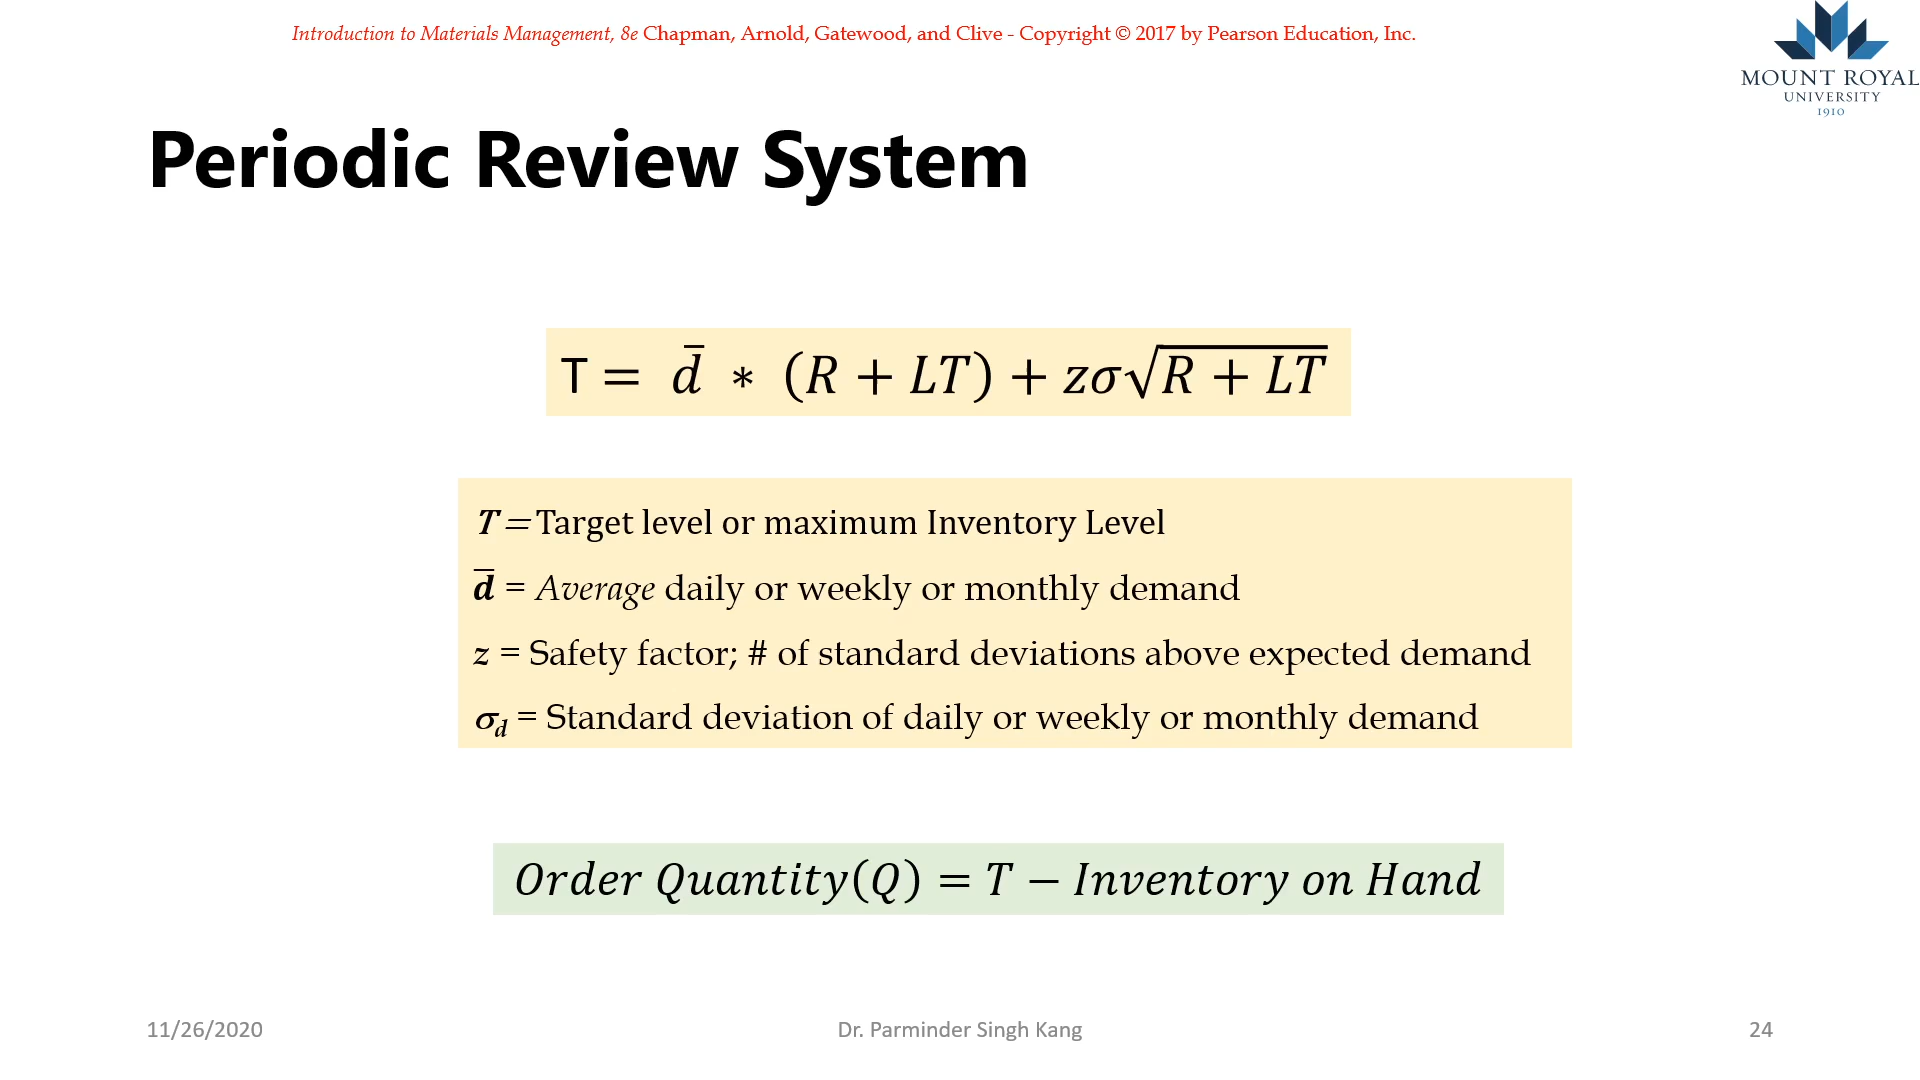 Introduction to Materials Management, 8e Chapman, Arnold, Gatewood, and Clive - Copyright © 2017 by Pearson Education, Inc.
MOUNT ROYAL
UNIVERSITY
1910
Periodic Review System
T = d̄ * (R + LT) + zσ√R + LT
T = Target level or maximum Inventory Level
d̄ = Average daily or weekly or monthly demand
z = Safety factor; # of standard deviations above expected demand
σd = Standard deviation of daily or weekly or monthly demand
Order Quantity(Q) = T − Inventory on Hand
11/26/2020
Dr. Parminder Singh Kang
24